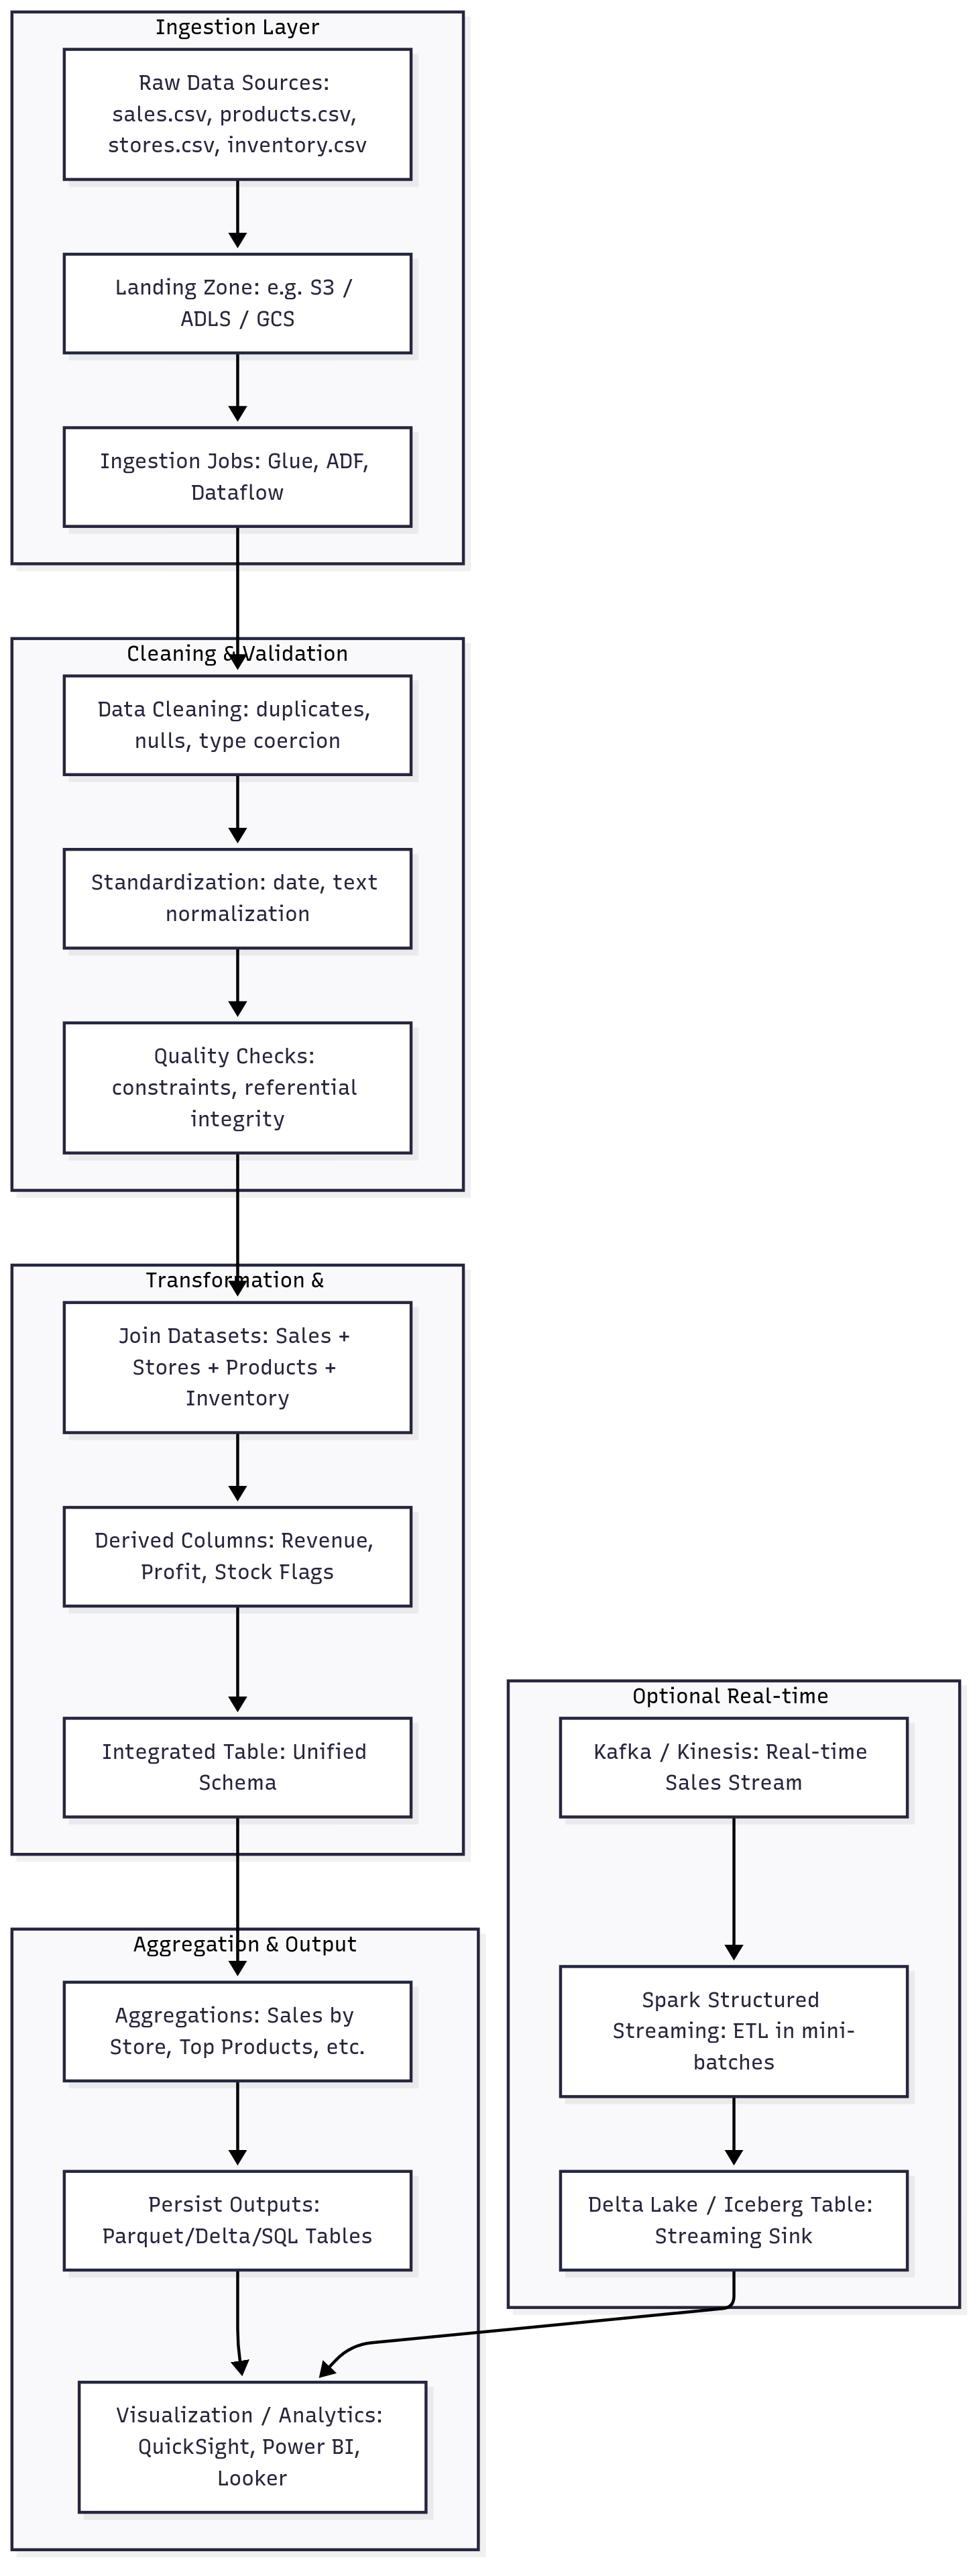 Ingestion Layer
Raw Data Sources:
sales.csv, products.csv,
stores.csv, inventory.csv
Landing Zone: e.g. S3 /
ADLS / GCS
Ingestion Jobs: Glue, ADF,
Dataflow
Cleaning & Validation
Data Cleaning: duplicates,
nulls, type coercion
Standardization: date, text
normalization
Quality Checks:
constraints, referential
integrity
Transformation &
Join Datasets: Sales +
Stores + Products +
Inventory
Derived Columns: Revenue,
Profit, Stock Flags
Integrated Table: Unified
Schema
Aggregation & Output
Aggregations: Sales by
Store, Top Products, etc.
Persist Outputs:
Parquet/Delta/SQL Tables
Visualization / Analytics:
QuickSight, Power BI,
Looker
Optional Real-time
Kafka / Kinesis: Real-time
Sales Stream
Spark Structured
Streaming: ETL in mini-
batches
Delta Lake / Iceberg Table:
Streaming Sink